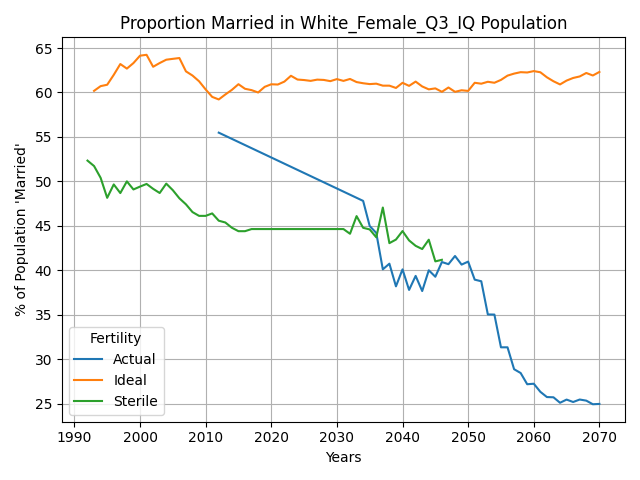 Proportion Married in White_Female_Q3_IQ Population
% of Population 'Married'
65
60
55
50
45
40
35
30
25
Fertility
Actual
Ideal
Sterile
1990 2000 2010 2020 2030 2040 2050 2060 2070
Years